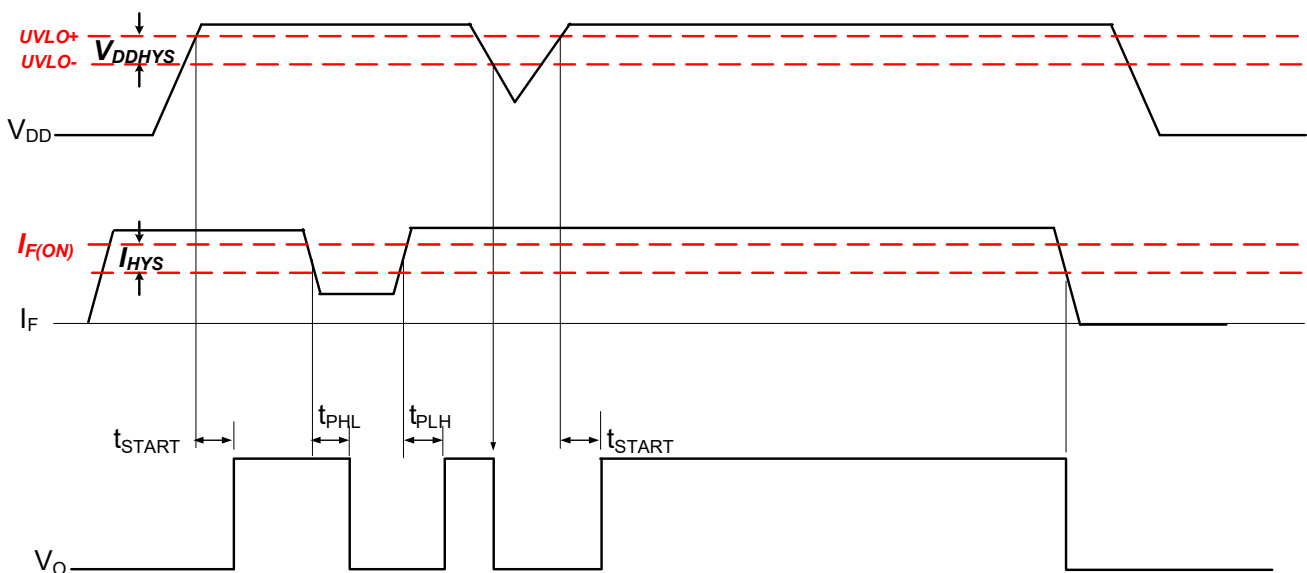 UVLO+
VDDHYS
UVLO-
VDD
IF(ON)
IHYS
IF
tPHL
tPLH
tSTART
tSTART
VO